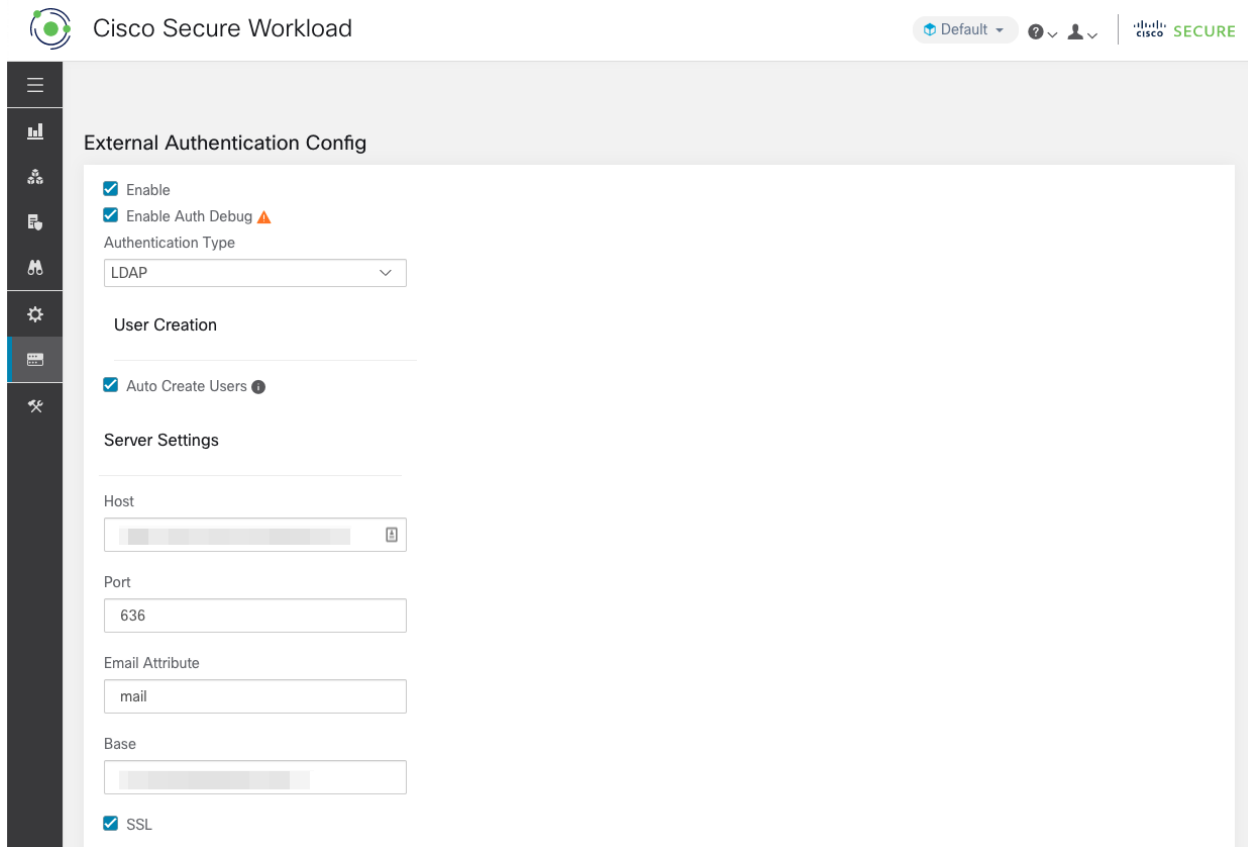 Cisco Secure Workload
Default
CISCO SECURE
External Authentication Config
Enable
Enable Auth Debug
Authentication Type
LDAP
User Creation
Auto Create Users
Server Settings
Host
Port
636
Email Attribute
mail
Base
SSL